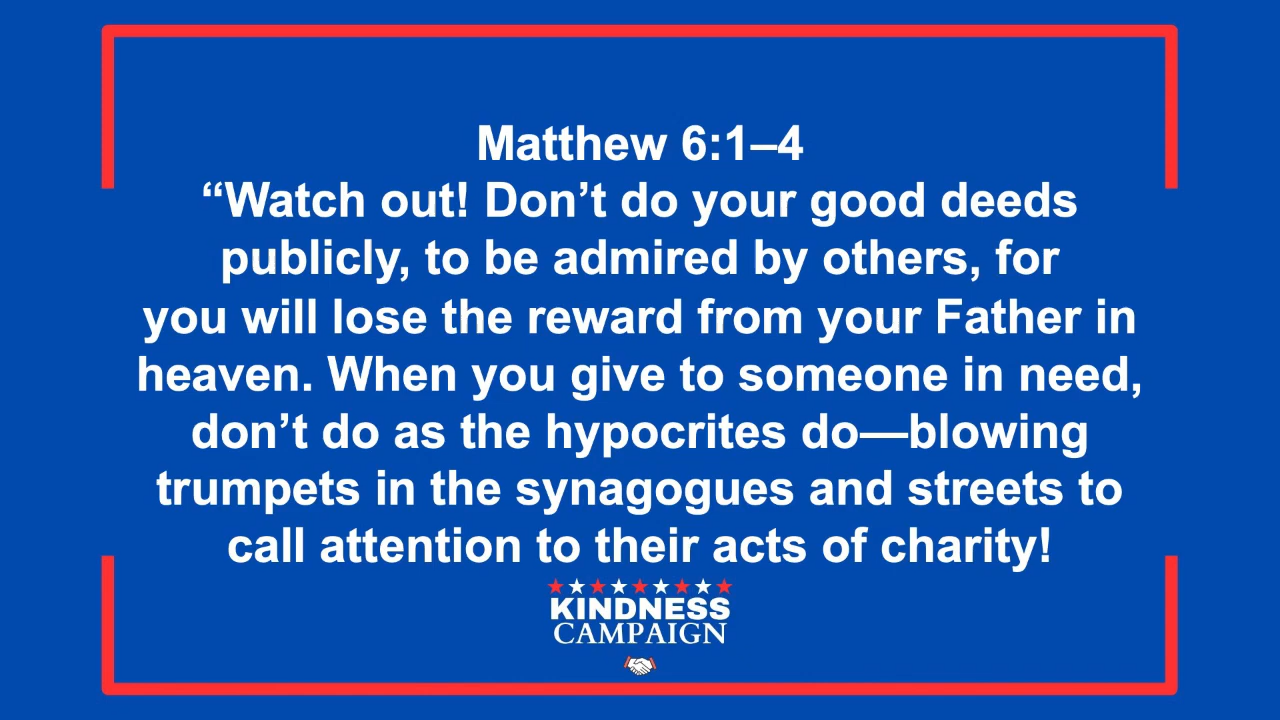 Matthew 6:1–4
“Watch out! Don’t do your good deeds
publicly, to be admired by others, for
you will lose the reward from your Father in
heaven. When you give to someone in need,
don’t do as the hypocrites do—blowing
trumpets in the synagogues and streets to
call attention to their acts of charity!
KINDNESS
CAMPAIGN